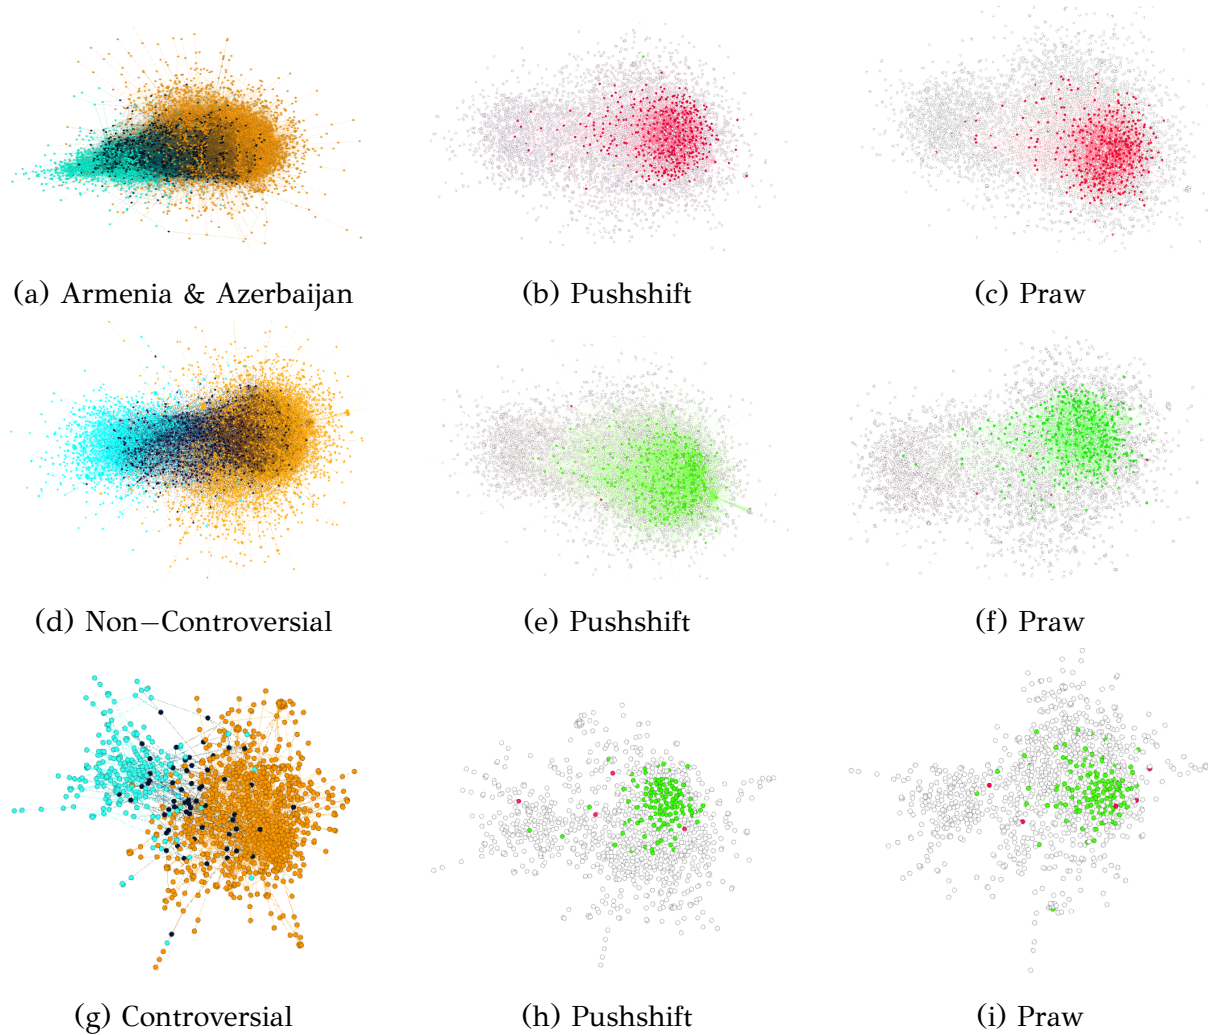 (a) Armenia & Azerbaijan
(b) Pushshift
(c) Praw
(d) Non–Controversial
(e) Pushshift
(f) Praw
(g) Controversial
(h) Pushshift
(i) Praw